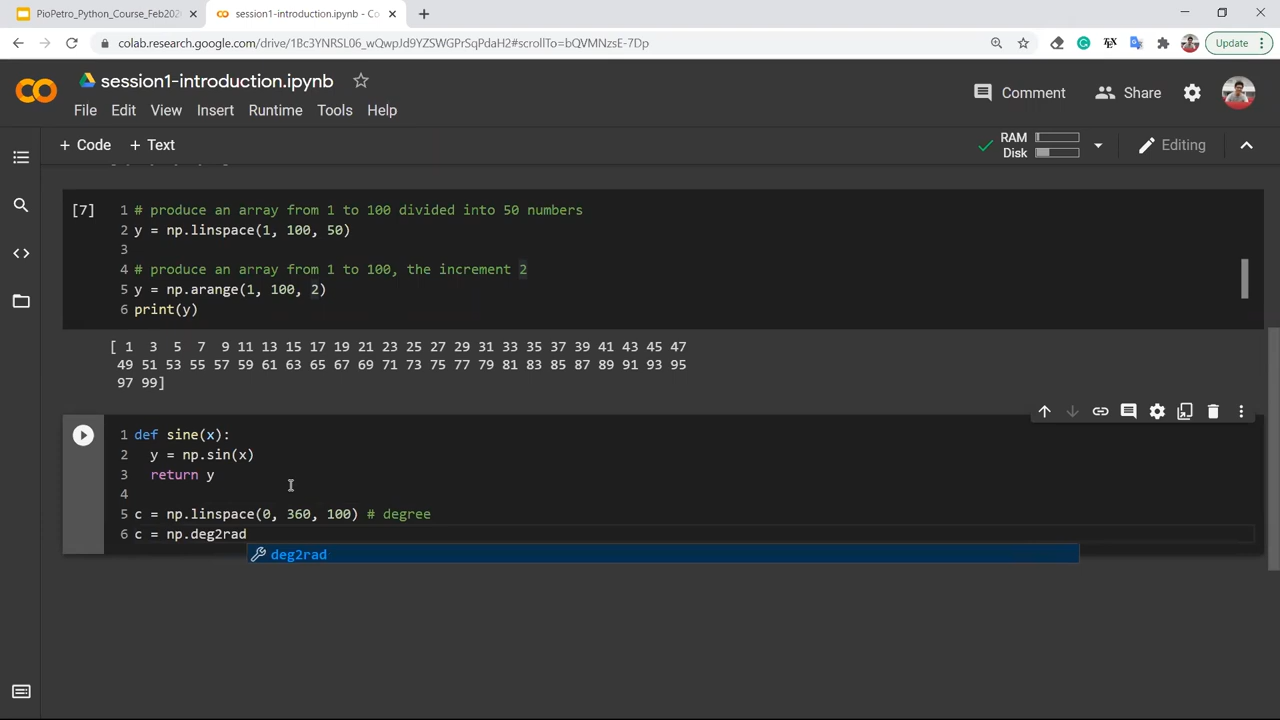 PioPetro_Python_Course_Feb202
session1-introduction.ipynb - Co
colab.research.google.com/drive/1Bc3YNRSL06_wQwpJd9YZSWGPrSqPdaH2#scrollTo=bQVMNzsE-7Dp
Update
session1-introduction.ipynb
Comment
Share
File Edit View Insert Runtime Tools Help
+ Code + Text
RAM
Disk
Editing
[7]
1 # produce an array from 1 to 100 divided into 50 numbers
2 y = np.linspace(1, 100, 50)
3
4 # produce an array from 1 to 100, the increment 2
5 y = np.arange(1, 100, 2)
6 print(y)
[ 1 3 5 7 9 11 13 15 17 19 21 23 25 27 29 31 33 35 37 39 41 43 45 47
49 51 53 55 57 59 61 63 65 67 69 71 73 75 77 79 81 83 85 87 89 91 93 95
97 99]
1 def sine(x):
2 y = np.sin(x)
3 return y
4
5 c = np.linspace(0, 360, 100) # degree
6 c = np.deg2rad
deg2rad